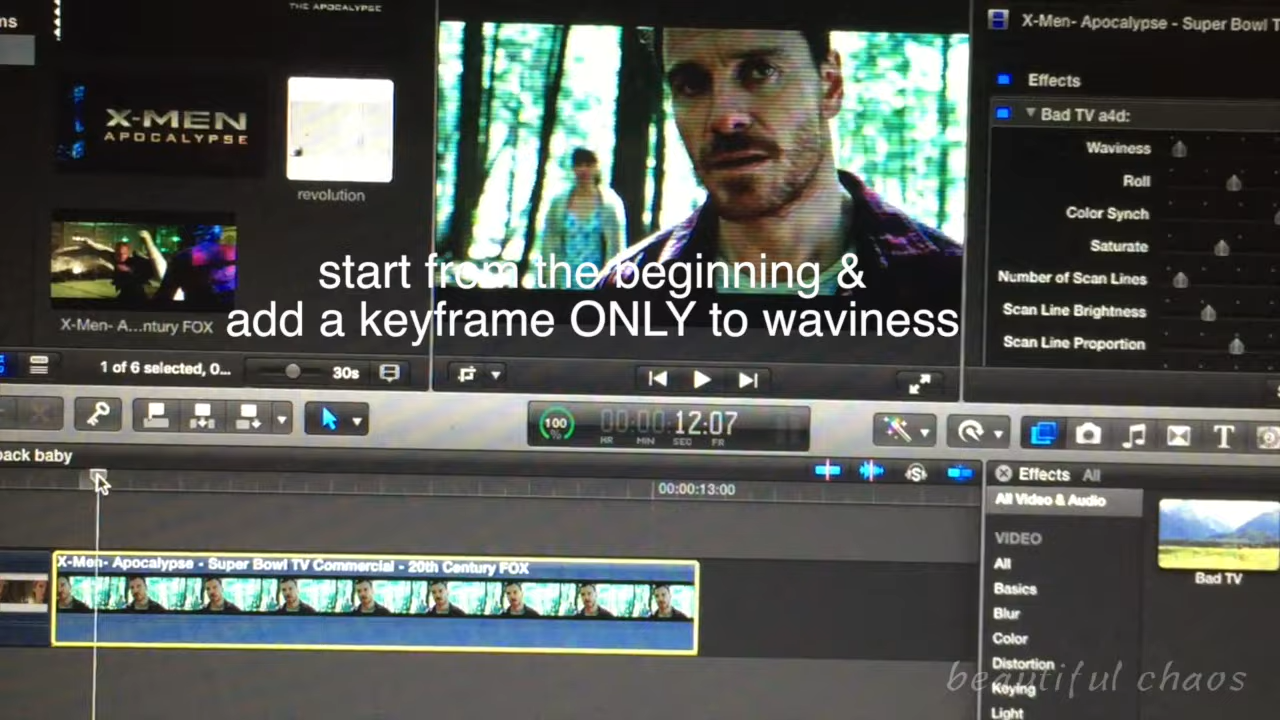 THE APOCALYPSE
X-MEN
APOCALYPSE
revolution
X-Men- A...ntury FOX
1 of 6 selected, 0...
30s
X-Men- Apocalypse - Super Bowl T
Effects
Bad TV a4d:
Waviness
Roll
Color Synch
Saturate
Number of Scan Lines
Scan Line Brightness
Scan Line Proportion
start from the beginning &
add a keyframe ONLY to waviness
100
%
00:00:12:07
HR MIN SEC FR
T
back baby
00:00:13:00
X-Men- Apocalypse - Super Bowl TV Commercial - 20th Century FOX
Effects All
All Video & Audio
VIDEO
All
Basics
Blur
Color
Distortion
Keying
Light
Bad TV
beautiful chaos